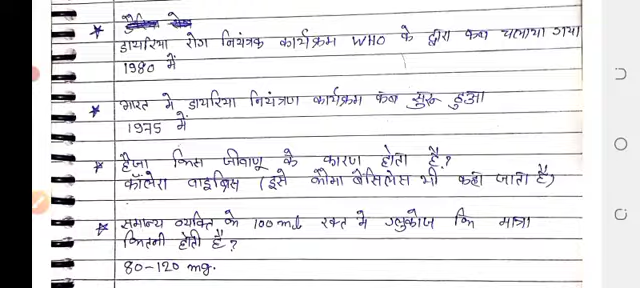 * डायरिया रोग नियंत्रक कार्यक्रम WHO के द्वारा कब चलाया गया
1980 में
* भारत मे डायरिया नियंत्रण कार्यक्रम कब शुरू हुआ
1975 में
* हैजा किस जीवाणू के कारण होता है?
कॉलेरा वाइब्रिस (इसे कौमा बेसिलेस भी कहा जाता है)
* समान्य व्यक्ति के 100 ml रक्त मे ग्लुकोज कि मात्रा
कितनी होती है?
80-120 mg.